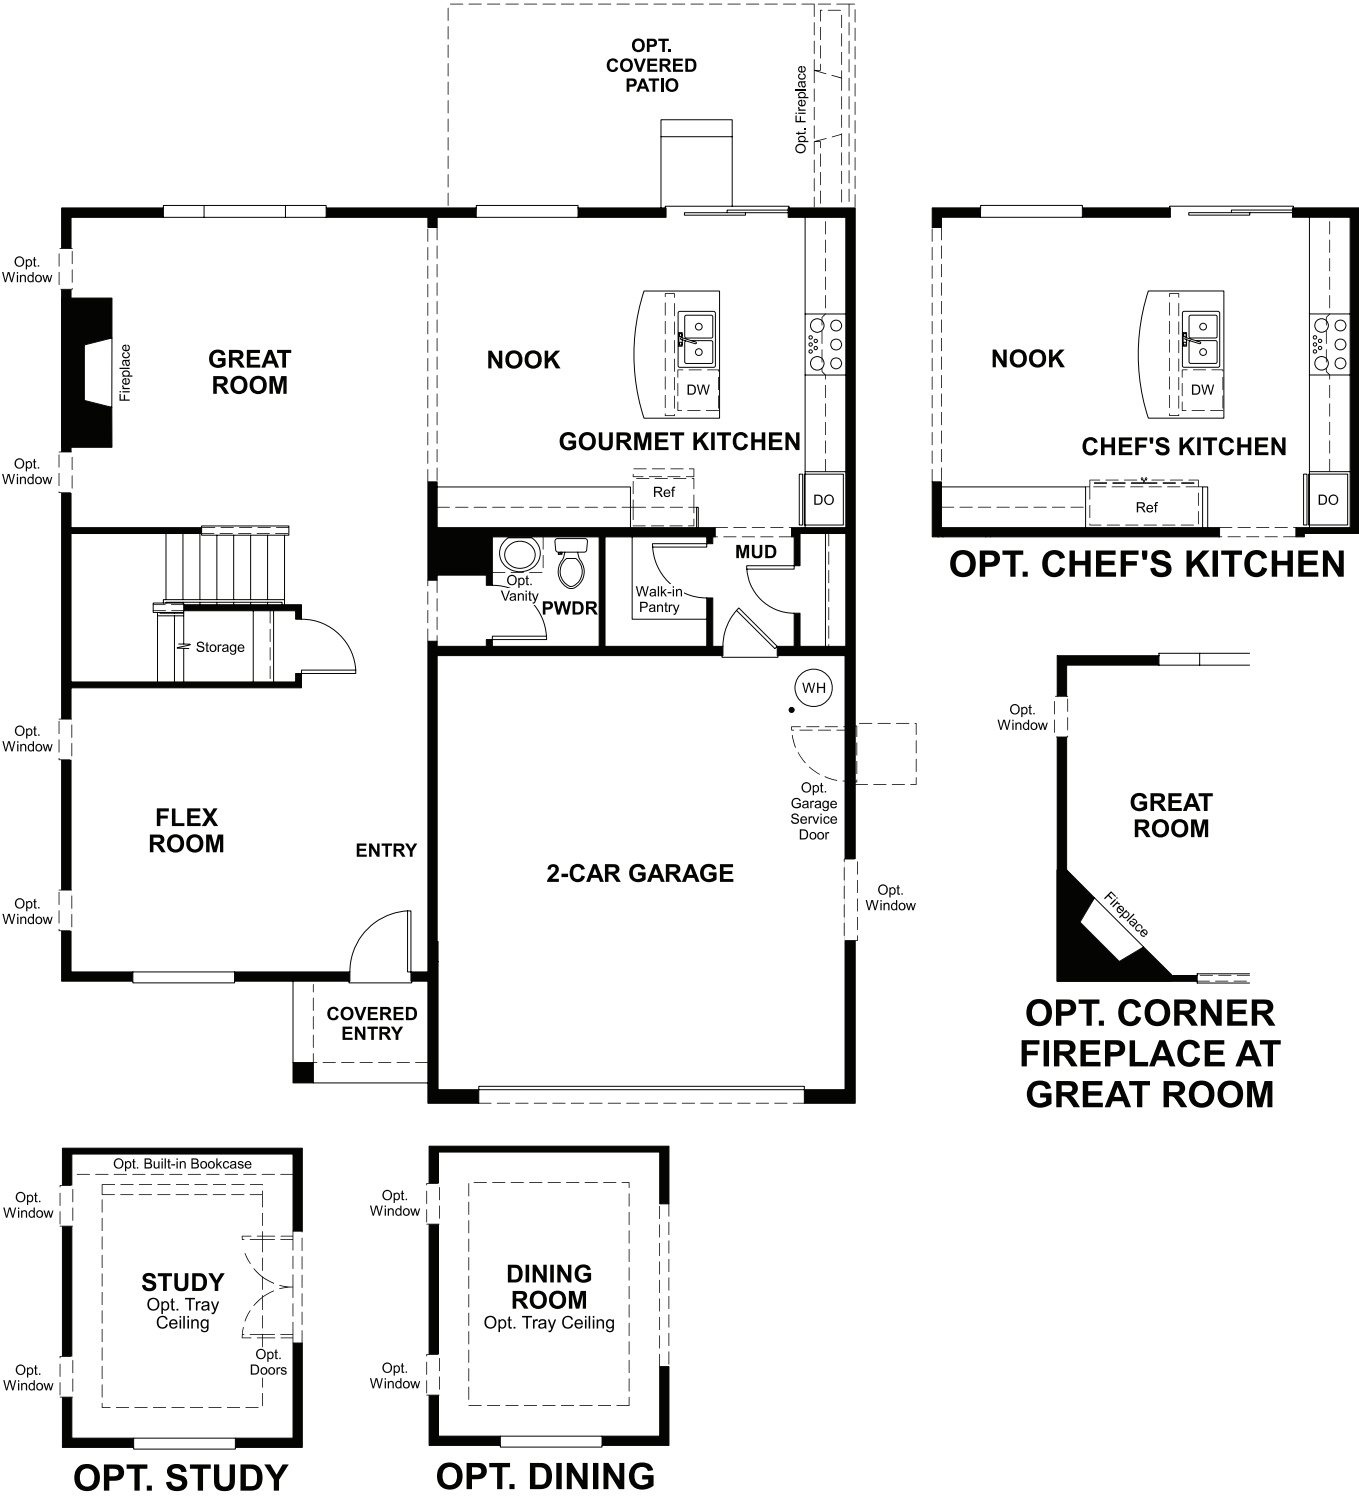 OPT.
COVERED
PATIO
Opt. Fireplace
Opt.
Window
Fireplace
GREAT
ROOM
NOOK
DW
GOURMET KITCHEN
Opt.
Window
Ref
DO
NOOK
DW
CHEF'S KITCHEN
Ref
DO
OPT. CHEF'S KITCHEN
MUD
Opt.
Vanity
PWDR
Walk-in
Pantry
Storage
WH
Opt.
Window
Opt.
Garage
Service
Door
FLEX
ROOM
ENTRY
2-CAR GARAGE
Opt.
Window
Opt.
Window
COVERED
ENTRY
Opt.
Window
GREAT
ROOM
Fireplace
OPT. CORNER
FIREPLACE AT
GREAT ROOM
Opt. Built-in Bookcase
Opt.
Window
STUDY
Opt. Tray
Ceiling
Opt.
Doors
Opt.
Window
OPT. STUDY
Opt.
Window
DINING
ROOM
Opt. Tray Ceiling
Opt.
Window
OPT. DINING